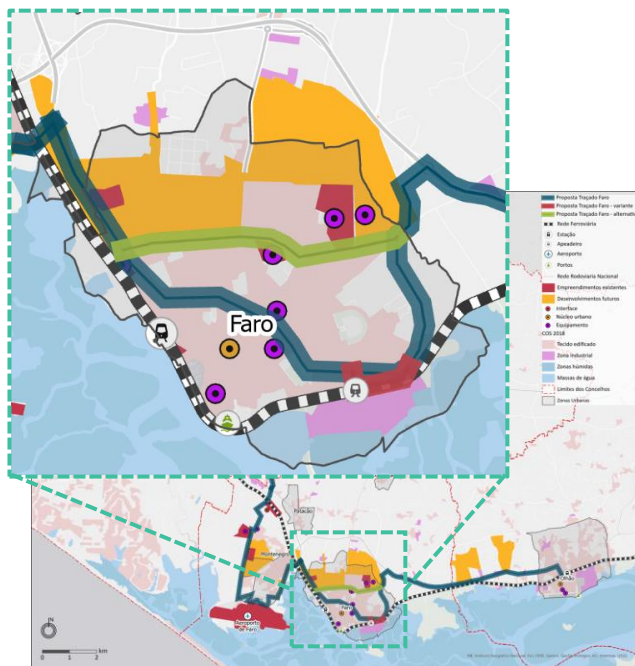 Faro
Proposta Traçado Faro
Proposta Traçado Faro - variante
Proposta Traçado Faro - alternativa
Rede Ferroviária
Estação
Apeadeiro
Aeroporto
Portos
Rede Rodoviária Nacional
Empreendimentos existentes
Desenvolvimentos futuros
Interface
Núcleo urbano
Equipamento
COS 2018
Tecido edificado
Zona industrial
Zonas húmidas
Massas de água
Limites dos Concelhos
Zonas Urbanas
Patacão
Montenegro
Faro
Olhão
Aeroporto
de Faro
N
0 1 2 km